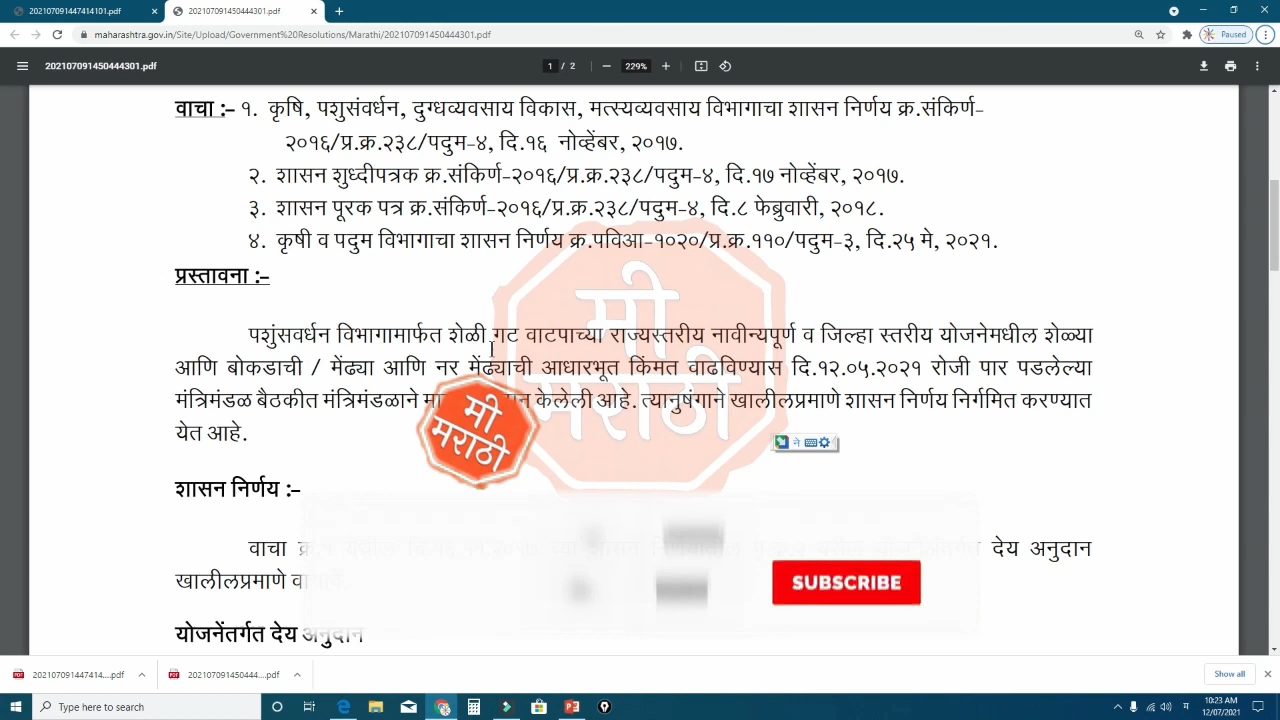 202107091447414101.pdf
202107091450444301.pdf
maharashtra.gov.in/Site/Upload/Government%20Resolutions/Marathi/202107091450444301.pdf
Paused
202107091450444301.pdf
1 / 2
229%
वाचा :- १. कृषि, पशुसंवर्धन, दुग्धव्यवसाय विकास, मत्स्यव्यवसाय विभागाचा शासन निर्णय क्र.संकिर्ण-
२०१६/प्र.क्र.२३८/पदुम-४, दि.१६ नोव्हेंबर, २०१७.
२. शासन शुध्दीपत्रक क्र.संकिर्ण-२०१६/प्र.क्र.२३८/पदुम-४, दि.१७ नोव्हेंबर, २०१७.
३. शासन पूरक पत्र क्र.संकिर्ण-२०१६/प्र.क्र.२३८/पदुम-४, दि.८ फेब्रुवारी, २०१८.
४. कृषी व पदुम विभागाचा शासन निर्णय क्र.पविआ-१०२०/प्र.क्र.११०/पदुम-३, दि.२५ मे, २०२१.
प्रस्तावना :-
पशुंसवर्धन विभागामार्फत शेळी गट वाटपाच्या राज्यस्तरीय नावीन्यपूर्ण व जिल्हा स्तरीय योजनेमधील शेळ्या
आणि बोकडाची / मेंढ्या आणि नर मेंढ्याची आधारभूत किंमत वाढविण्यास दि.१२.०५.२०२१ रोजी पार पडलेल्या
मंत्रिमंडळ बैठकीत मंत्रिमंडळाने केलेली आहे. त्यानुषंगाने खालीलप्रमाणे शासन निर्णय निर्गमित करण्यात
येत आहे.
मी
मराठी
मी
मराठी
ने
शासन निर्णय :-
वाचा देय अनुदान
खालीलप्रमाणे
SUBSCRIBE
योजनेंतर्गत देय अनुदान
202107091447414....pdf
202107091450444....pdf
Show all
Type here to search
10:23 AM
12/07/2021